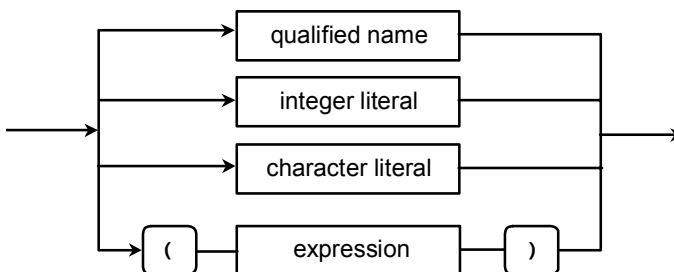 qualified name
integer literal
character literal
( expression )